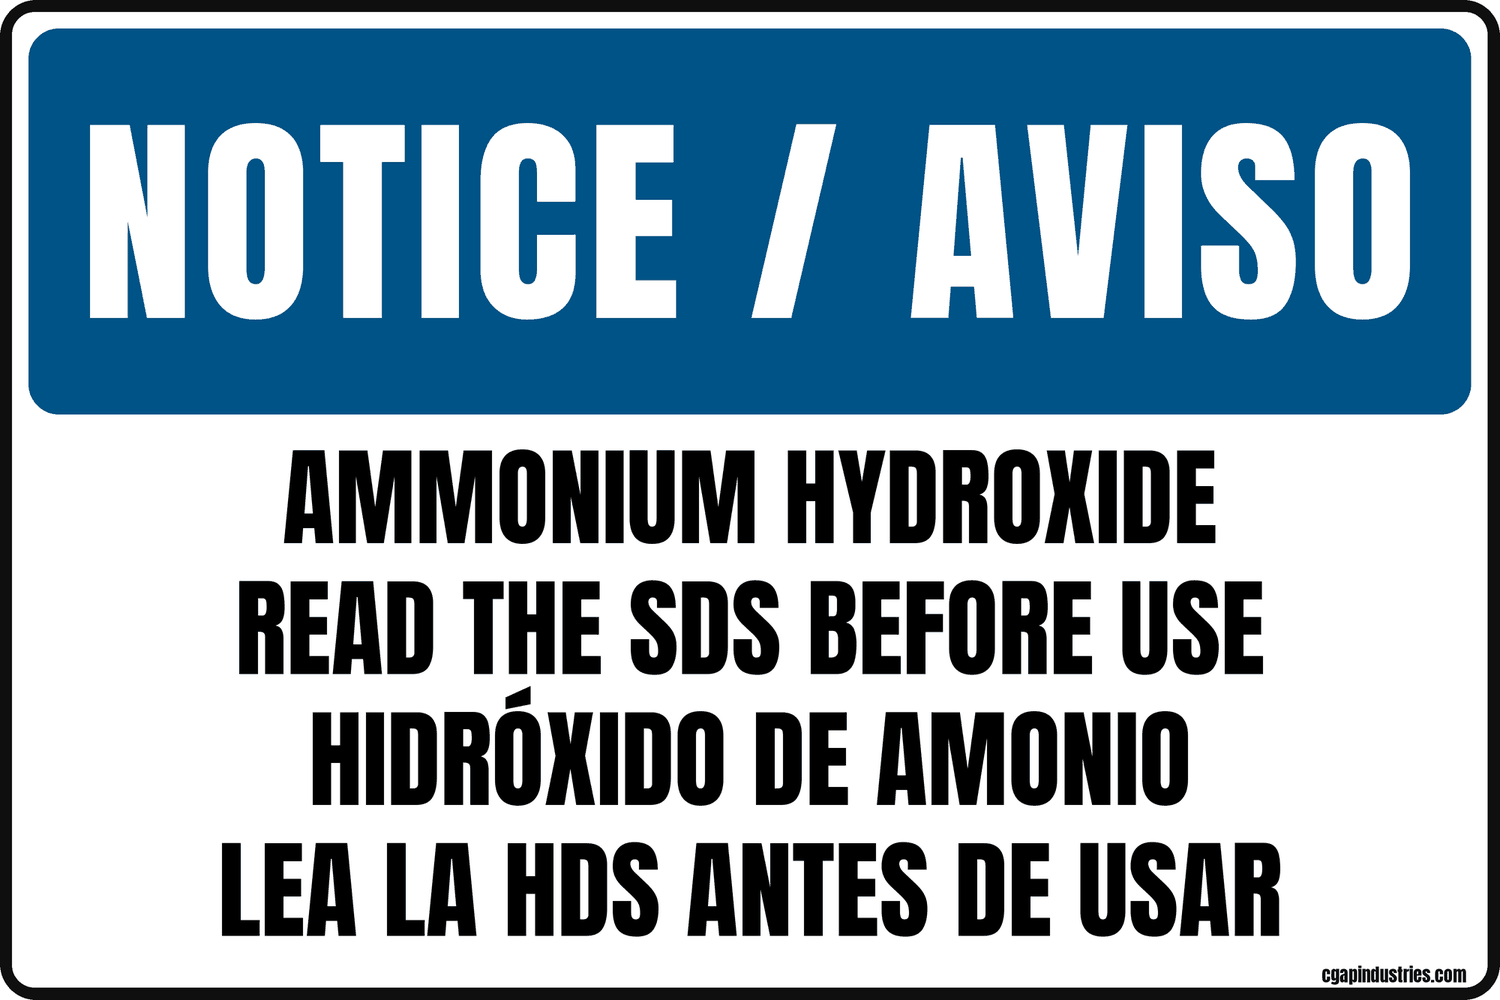 NOTICE / AVISO
AMMONIUM HYDROXIDE
READ THE SDS BEFORE USE
HIDRÓXIDO DE AMONIO
LEA LA HDS ANTES DE USAR
cgapindustries.com